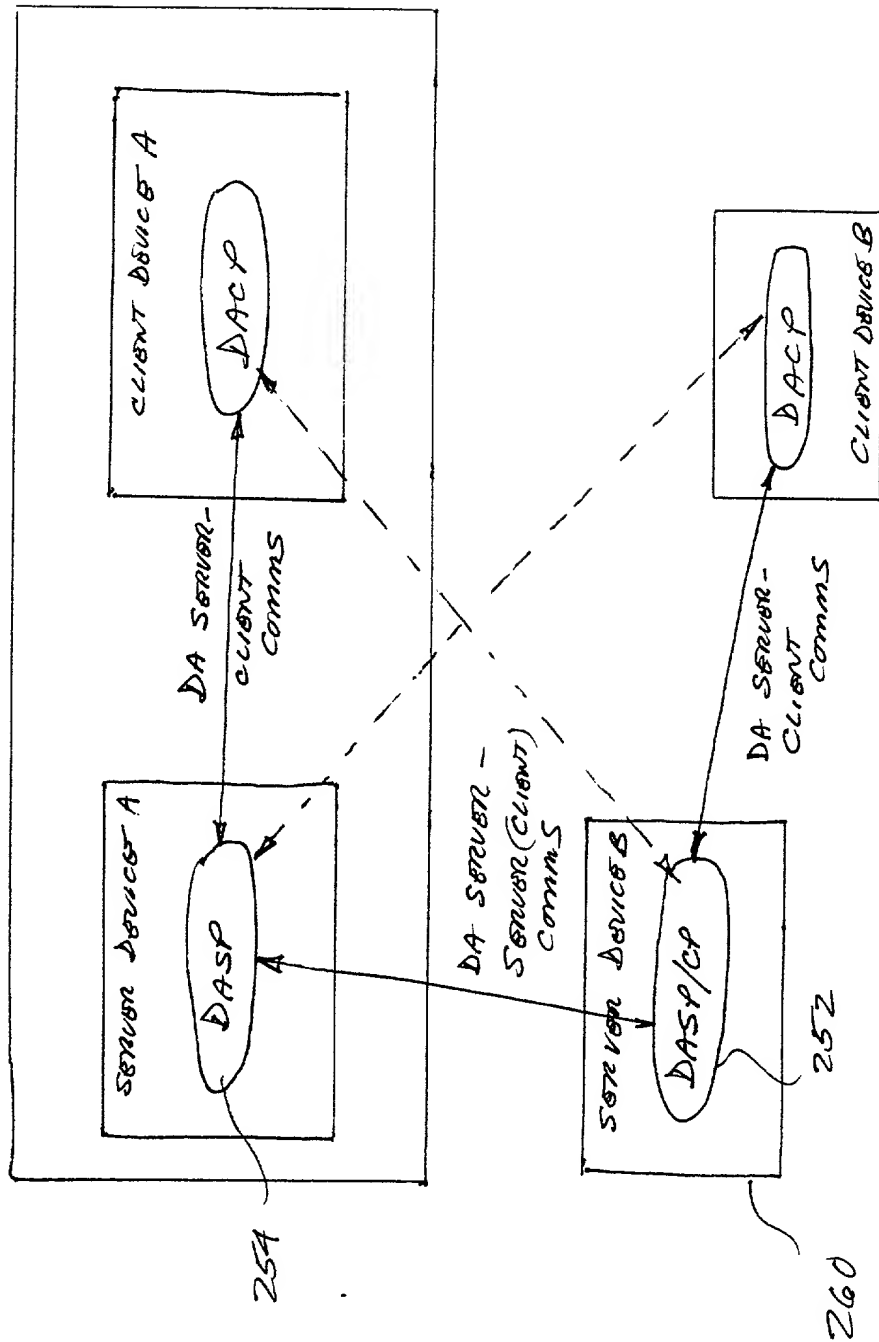 SERVER DEVICE A
DASP
254
DA SERVER-
CLIENT
COMMS
CLIENT DEVICE A
DACP
DA SERVER -
SERVER (CLIENT)
COMMS
SERVER DEVICE B
DASP/CP
252
260
DA SERVER-
CLIENT
COMMS
DACP
CLIENT DEVICE B